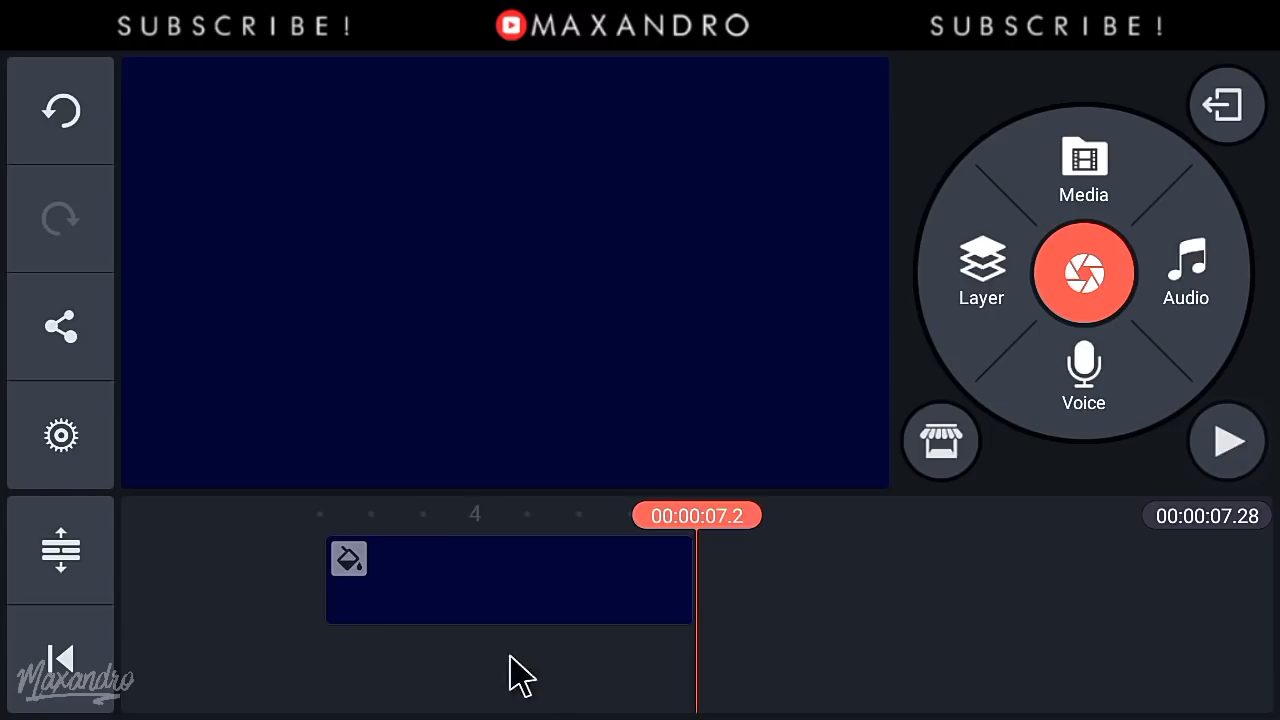 SUBSCRIBE! MAXANDRO SUBSCRIBE!
Media
Layer
Audio
Voice
4
00:00:07.2
00:00:07.28
Maxandro